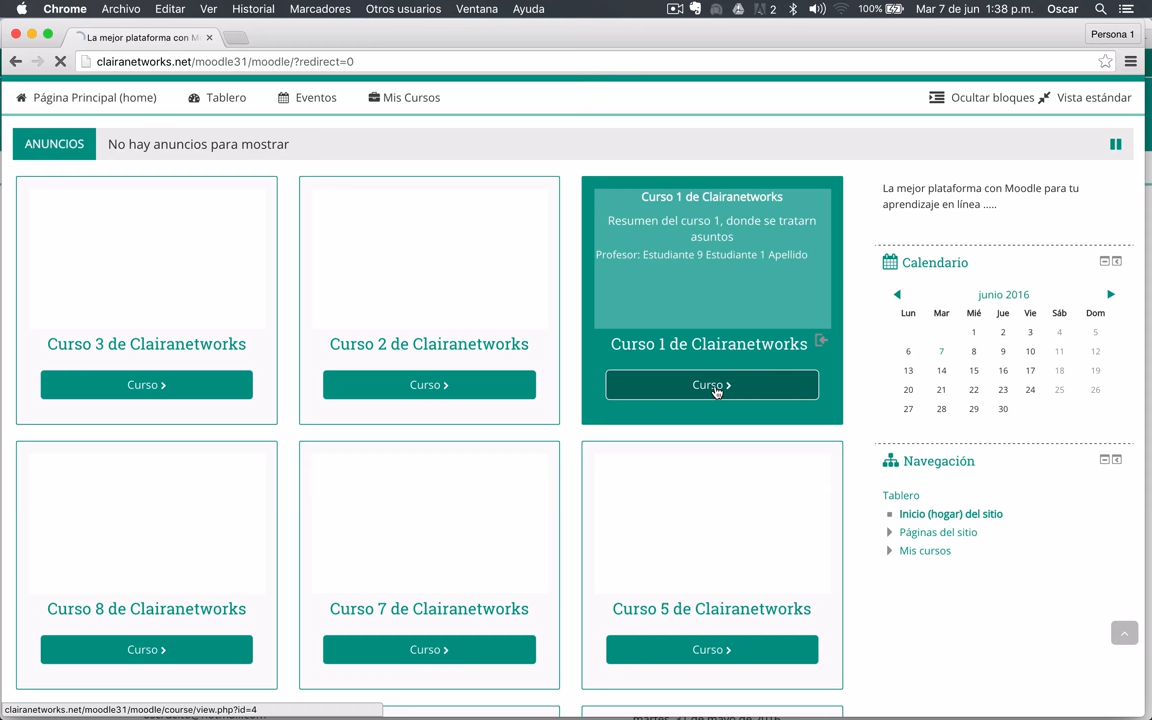 Chrome Archivo Editar Ver Historial Marcadores Otros usuarios Ventana Ayuda 2 100% Mar 7 de jun 1:38 p.m. Oscar
La mejor plataforma con M Persona 1
clairanetworks.net/moodle31/moodle/?redirect=0
Página Principal (home) Tablero Eventos Mis Cursos Ocultar bloques Vista estándar
ANUNCIOS No hay anuncios para mostrar
Curso 3 de Clairanetworks
Curso
Curso 2 de Clairanetworks
Curso
Curso 1 de Clairanetworks
Resumen del curso 1, donde se tratarn
asuntos
Profesor: Estudiante 9 Estudiante 1 Apellido
Curso 1 de Clairanetworks
Curso
Curso 8 de Clairanetworks
Curso
Curso 7 de Clairanetworks
Curso
Curso 5 de Clairanetworks
Curso
La mejor plataforma con Moodle para tu
aprendizaje en línea .....
Calendario
junio 2016
Lun Mar Mié Jue Vie Sáb Dom
1 2 3 4 5
6 7 8 9 10 11 12
13 14 15 16 17 18 19
20 21 22 23 24 25 26
27 28 29 30
Navegación
Tablero
Inicio (hogar) del sitio
Páginas del sitio
Mis cursos
clairanetworks.net/moodle31/moodle/course/view.php?id=4
martes, 31 de mayo de 2016